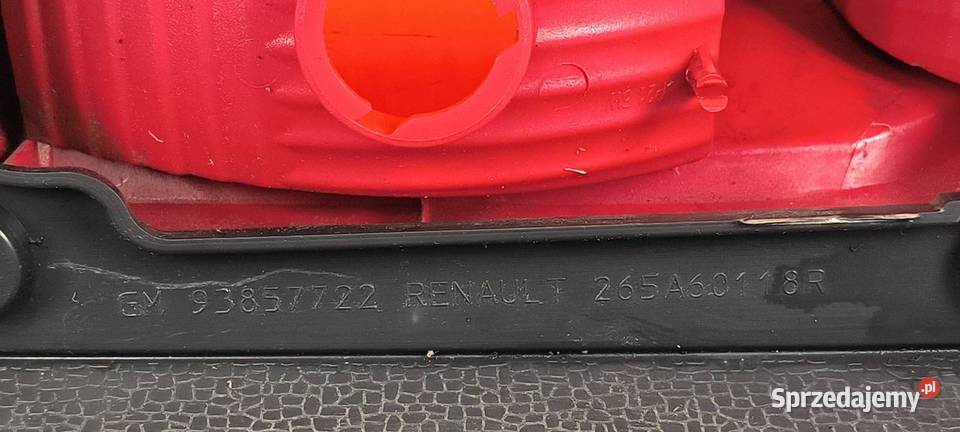 GM 93857722 RENAULT 265A60118R
Sprzedajemy.pl